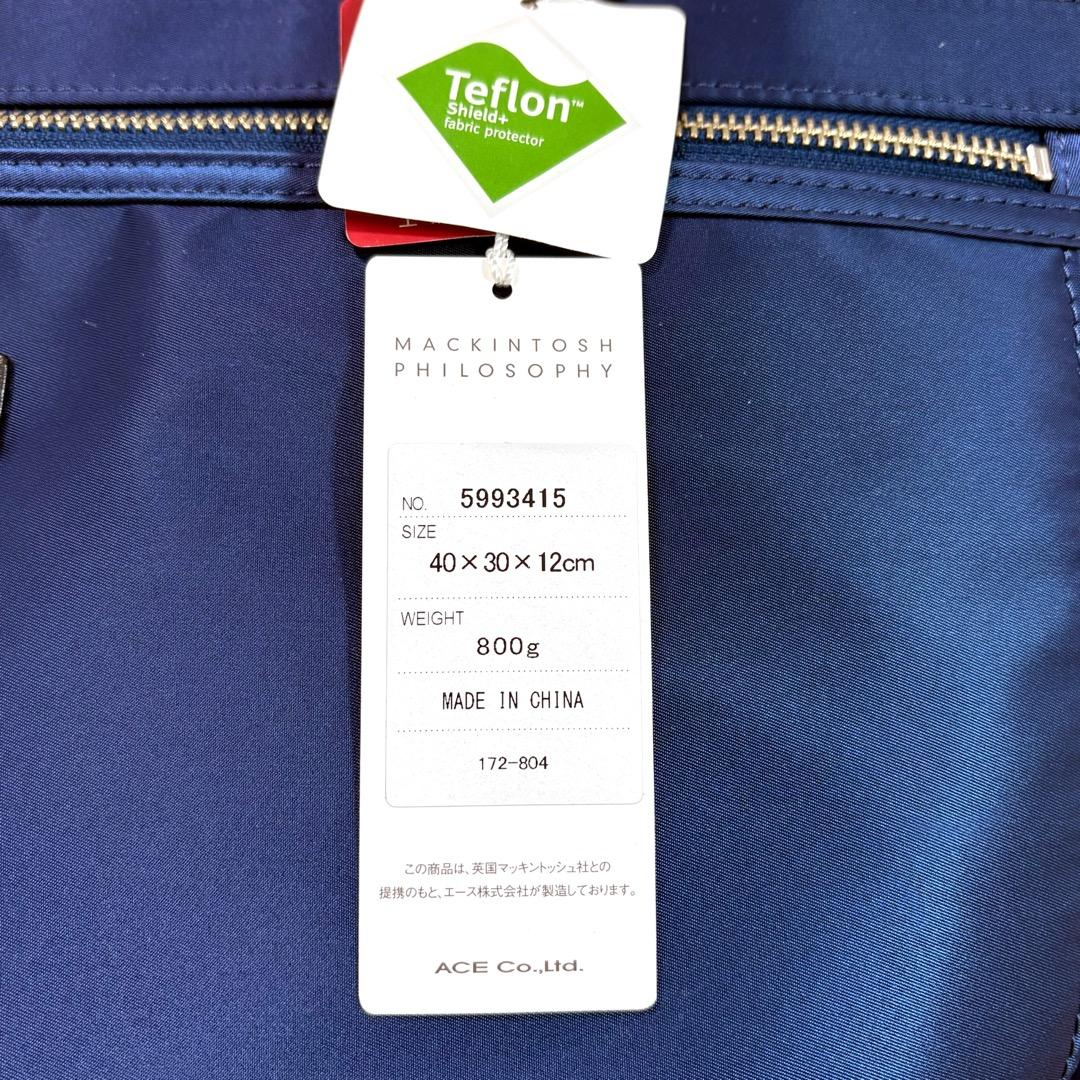 Teflon™
Shield+
fabric protector
H
MACKINTOSH
PHILOSOPHY
NO. 5993415
SIZE
40×30×12cm
WEIGHT
800g
MADE IN CHINA
172-804
この商品は、英国マッキントッシュ社との
提携のもと、エース株式会社が製造しております。
ACE Co.,Ltd.